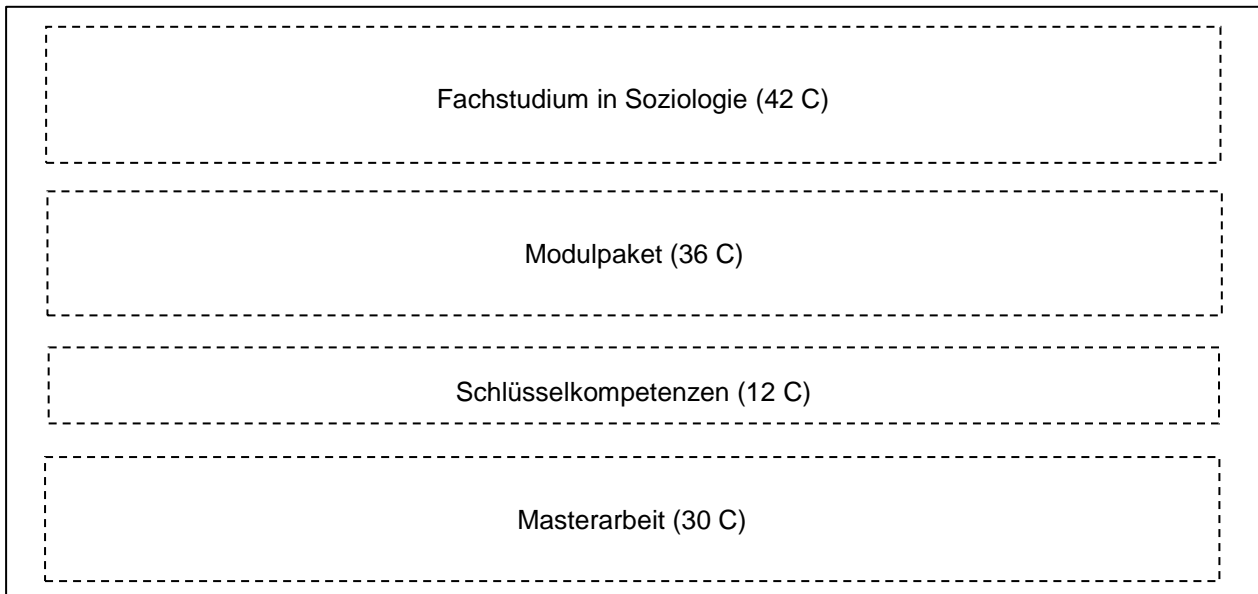 Fachstudium in Soziologie (42 C)
Modulpaket (36 C)
Schlüsselkompetenzen (12 C)
Masterarbeit (30 C)